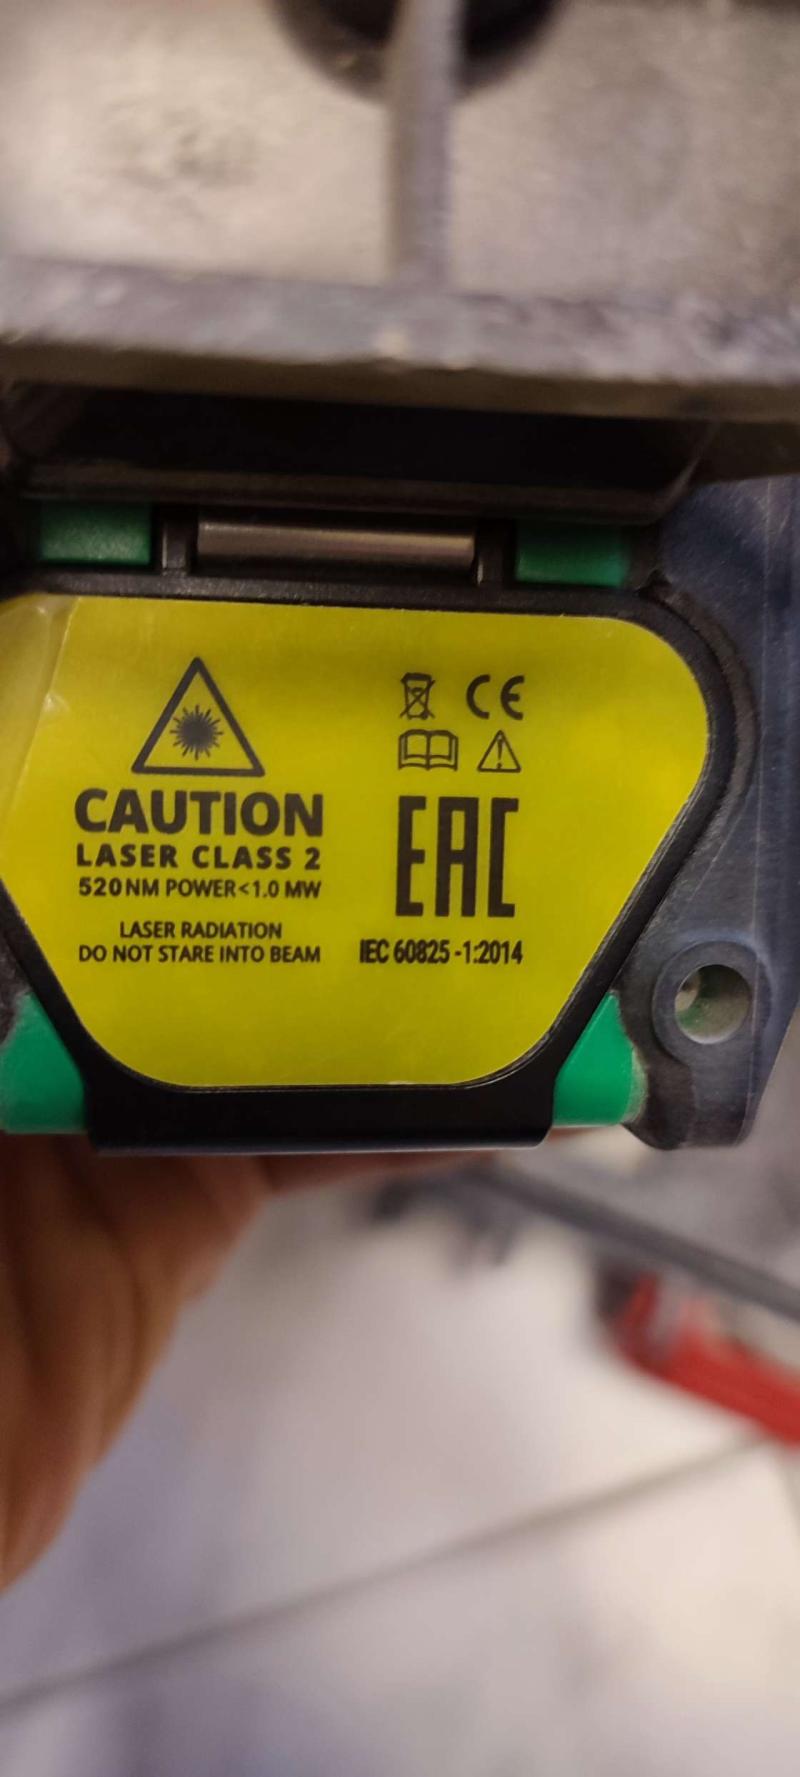 CAUTION
LASER CLASS 2
520NM POWER<1.0 MW
LASER RADIATION
DO NOT STARE INTO BEAM
CE
EAC
IEC 60825-1:2014